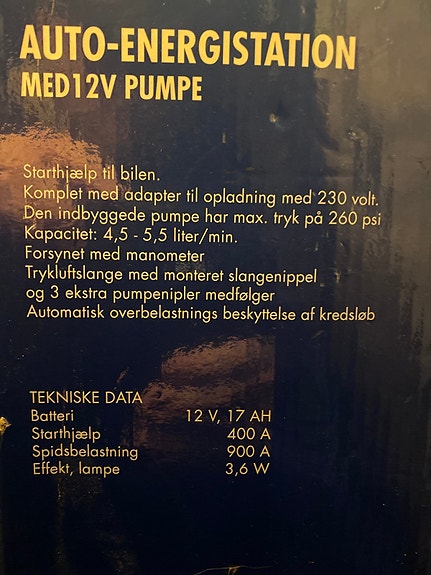 AUTO-ENERGISTATION
MED12V PUMPE
Starthjælp til bilen.
Komplet med adapter til opladning med 230 volt.
Den indbyggede pumpe har max. tryk på 260 psi
Kapacitet: 4,5 - 5,5 liter/min.
Forsynet med manometer
Trykluftslange med monteret slangenippel
og 3 ekstra pumpenipler medfølger
Automatisk overbelastnings beskyttelse af kredsløb
TEKNISKE DATA
Batteri 12 V, 17 AH
Starthjælp 400 A
Spidsbelastning 900 A
Effekt, lampe 3,6 W